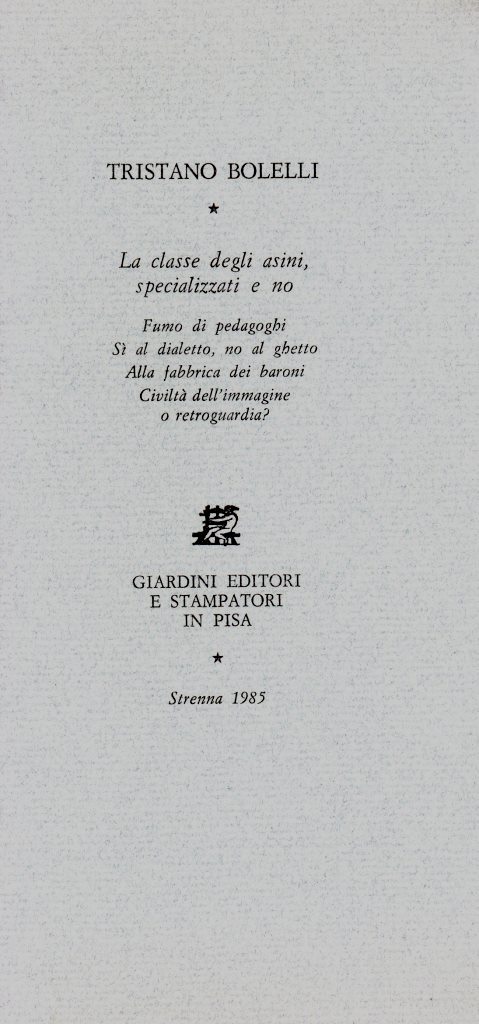 TRISTANO BOLELLI
★
La classe degli asini,
specializzati e no
Fumo di pedagoghi
Sì al dialetto, no al ghetto
Alla fabbrica dei baroni
Civiltà dell'immagine
o retroguardia?
GIARDINI EDITORI
E STAMPATORI
IN PISA
★
Strenna 1985